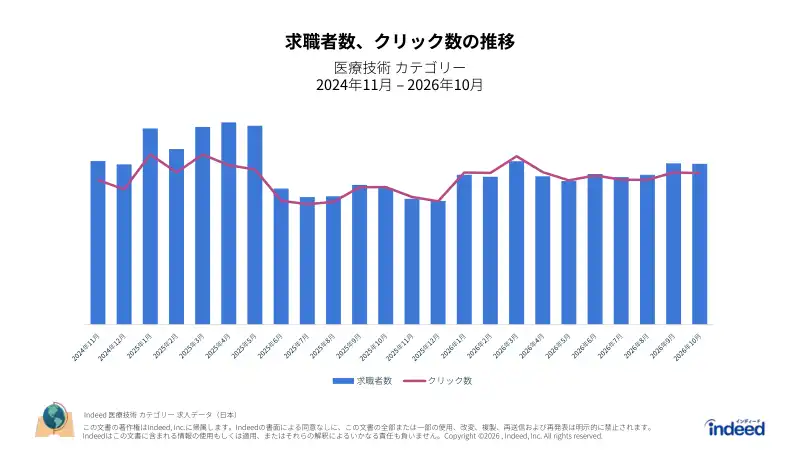 求職者数、クリック数の推移
医療技術 カテゴリー
2024年11月 – 2026年10月
2024年11月
2024年12月
2025年1月
2025年2月
2025年3月
2025年4月
2025年5月
2025年6月
2025年7月
2025年8月
2025年9月
2025年10月
2025年11月
2025年12月
2026年1月
2026年2月
2026年3月
2026年4月
2026年5月
2026年6月
2026年7月
2026年8月
2026年9月
2026年10月
求職者数 クリック数
Indeed 医療技術 カテゴリー 求人データ（日本）
この文書の著作権はIndeed, Inc.に帰属します。Indeedの書面による同意なしに、この文書の全部または一部の使用、改変、複製、再送信および再発表は明示的に禁止されます。
Indeedはこの文書に含まれる情報の使用もしくは適用、またはそれらの解釈によるいかなる責任も負いません。Copyright ©2026 , Indeed, Inc. All rights reserved.
インディード
indeed